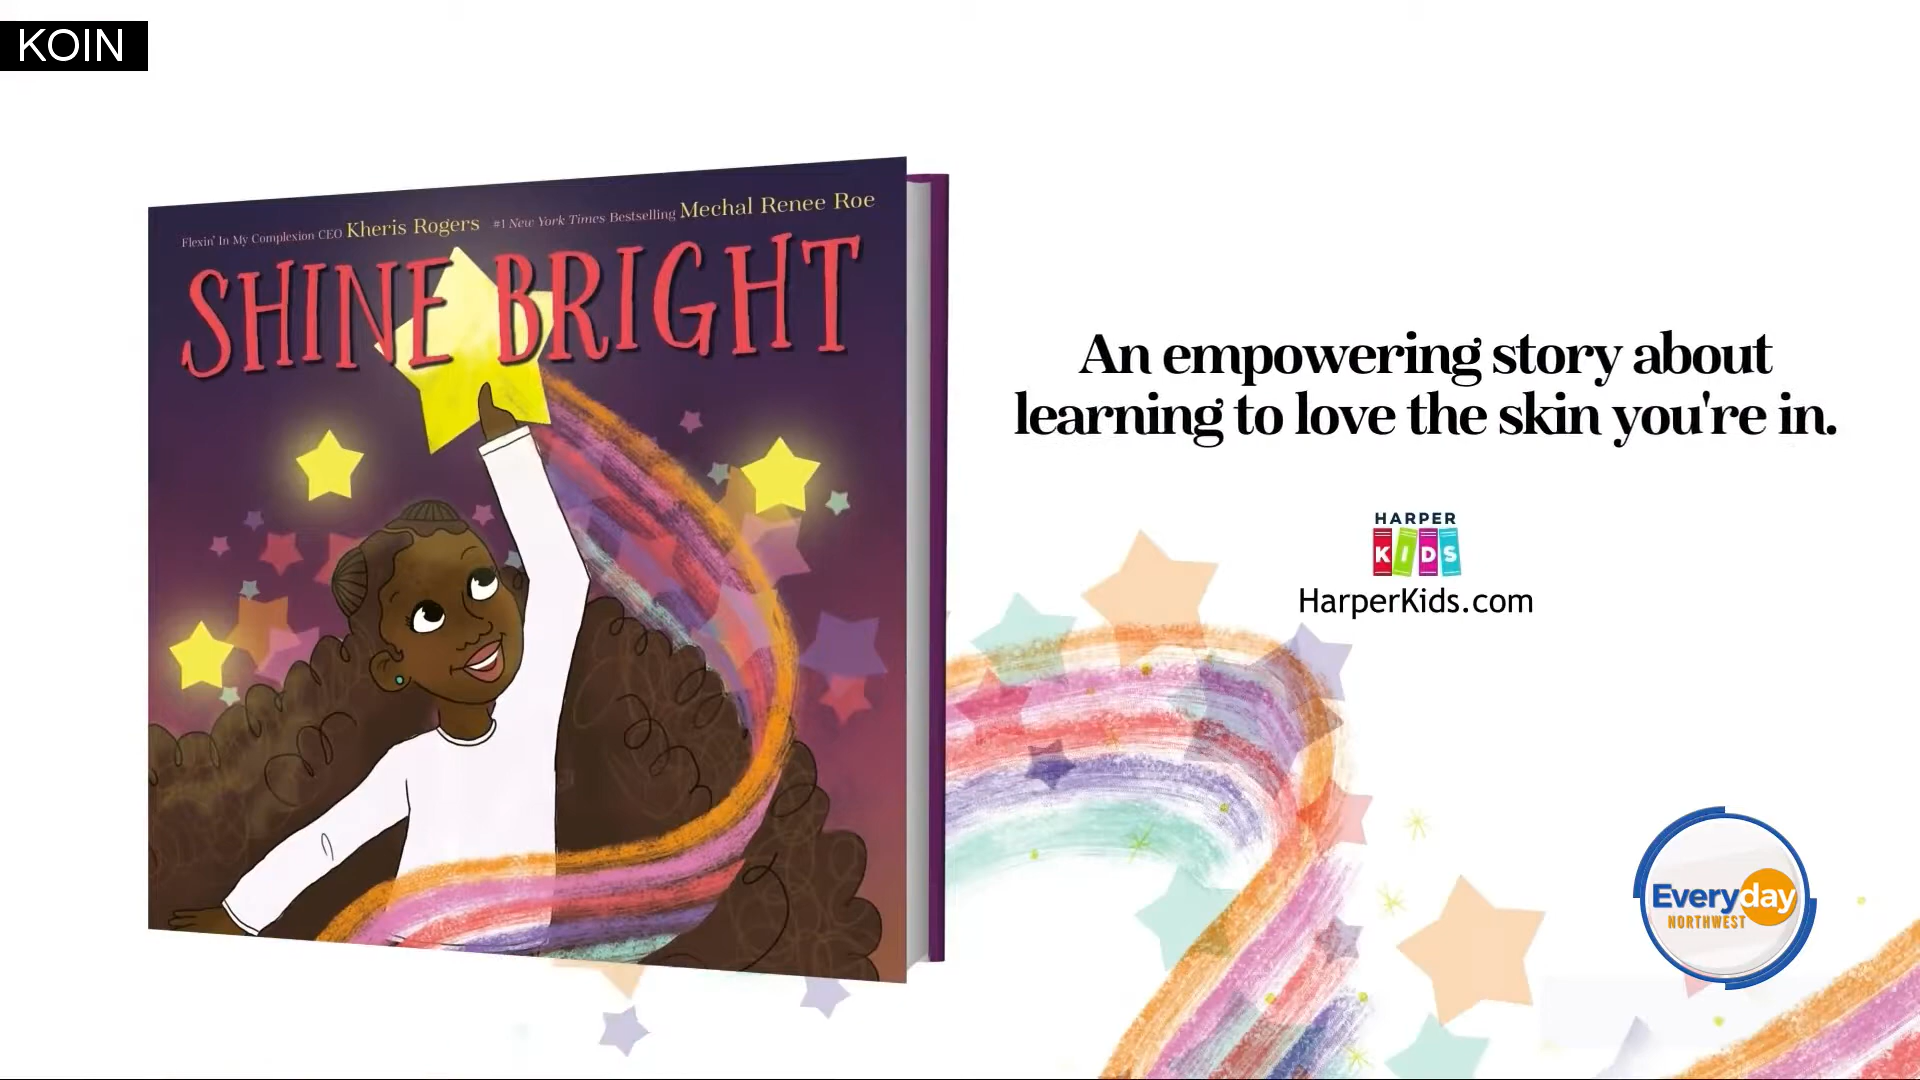 KOIN
Flexin' In My Complexion CEO Kheris Rogers #1 New York Times Bestselling Mechal Renee Roe
SHINE BRIGHT
An empowering story about
learning to love the skin you're in.
HARPER
KIDS
HarperKids.com
Everyday
NORTHWEST